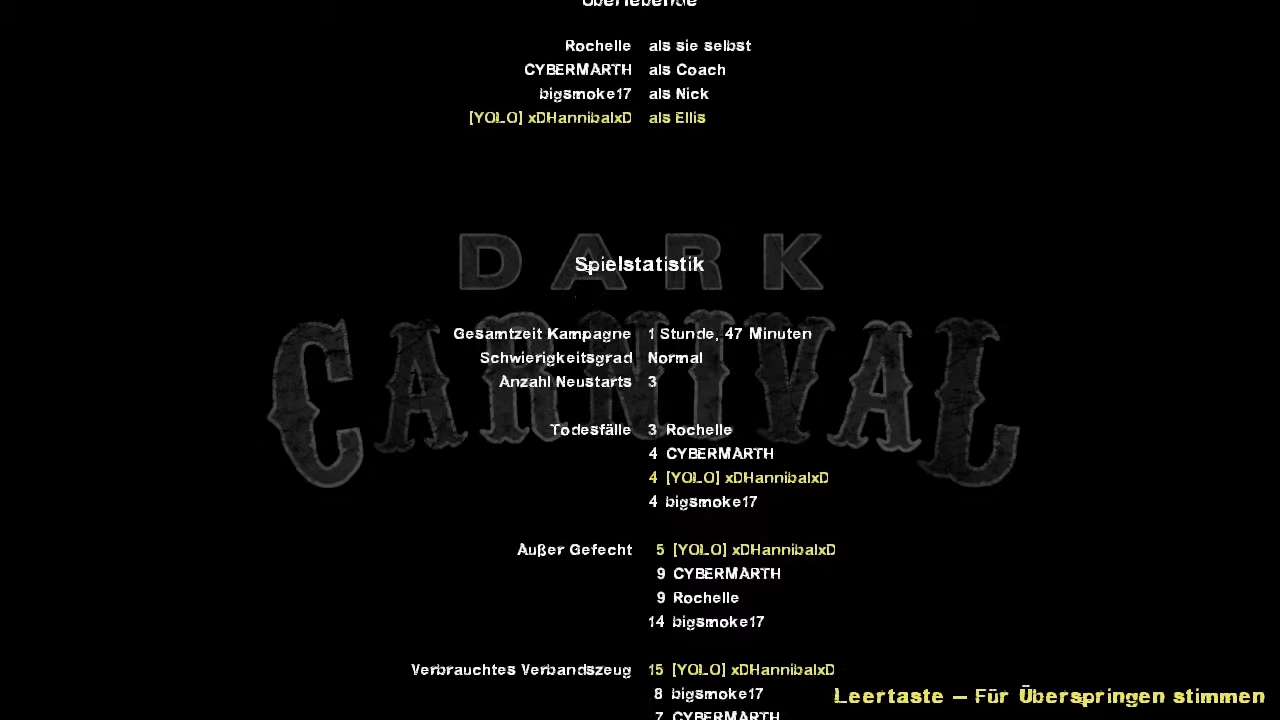 Überlebende
Rochelle als sie selbst
CYBERMARTH als Coach
bigsmoke17 als Nick
[YOLO] xDHannibalxD als Ellis
DARK
Spielstatistik
CARNIVAL
Gesamtzeit Kampagne 1 Stunde, 47 Minuten
Schwierigkeitsgrad Normal
Anzahl Neustarts 3
Todesfälle 3 Rochelle
4 CYBERMARTH
4 [YOLO] xDHannibalxD
4 bigsmoke17
Außer Gefecht 5 [YOLO] xDHannibalxD
9 CYBERMARTH
9 Rochelle
14 bigsmoke17
Verbrauchtes Verbandszeug 15 [YOLO] xDHannibalxD
8 bigsmoke17
7 CYBERMARTH
Leertaste – Für Überspringen stimmen